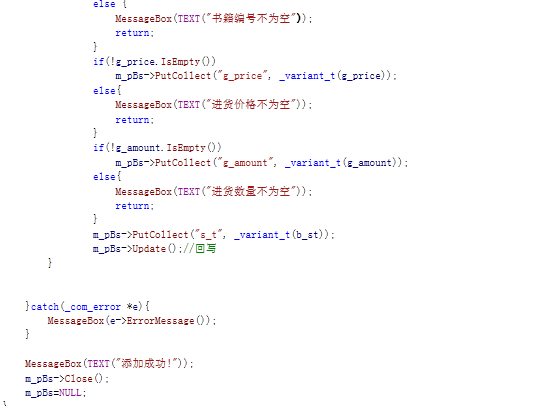 else {
MessageBox(TEXT("书籍编号不为空"));
return;
}
if(!g_price.IsEmpty())
m_pBs->PutCollect("g_price", _variant_t(g_price));
else{
MessageBox(TEXT("进货价格不为空"));
return;
}
if(!g_amount.IsEmpty())
m_pBs->PutCollect("g_amount", _variant_t(g_amount));
else{
MessageBox(TEXT("进货数量不为空"));
return;
}
m_pBs->PutCollect("s_t", _variant_t(b_st));
m_pBs->Update();//回写
}
}catch(_com_error *e){
MessageBox(e->ErrorMessage());
}
MessageBox(TEXT("添加成功!"));
m_pBs->Close();
m_pBs=NULL;
}